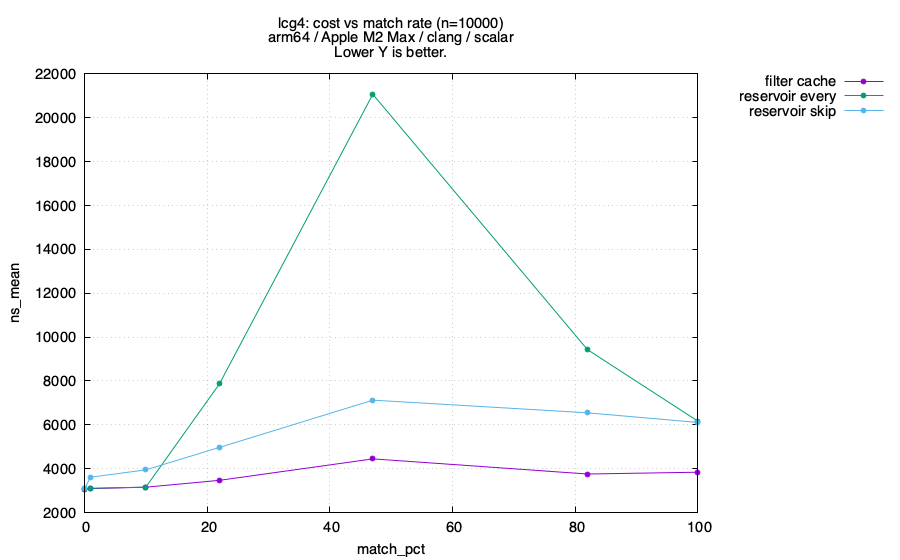 lcg4: cost vs match rate (n=10000)
arm64 / Apple M2 Max / clang / scalar
Lower Y is better.
filter cache
reservoir every
reservoir skip
22000
20000
18000
16000
14000
12000
10000
8000
6000
4000
2000
ns_mean
0 20 40 60 80 100
match_pct